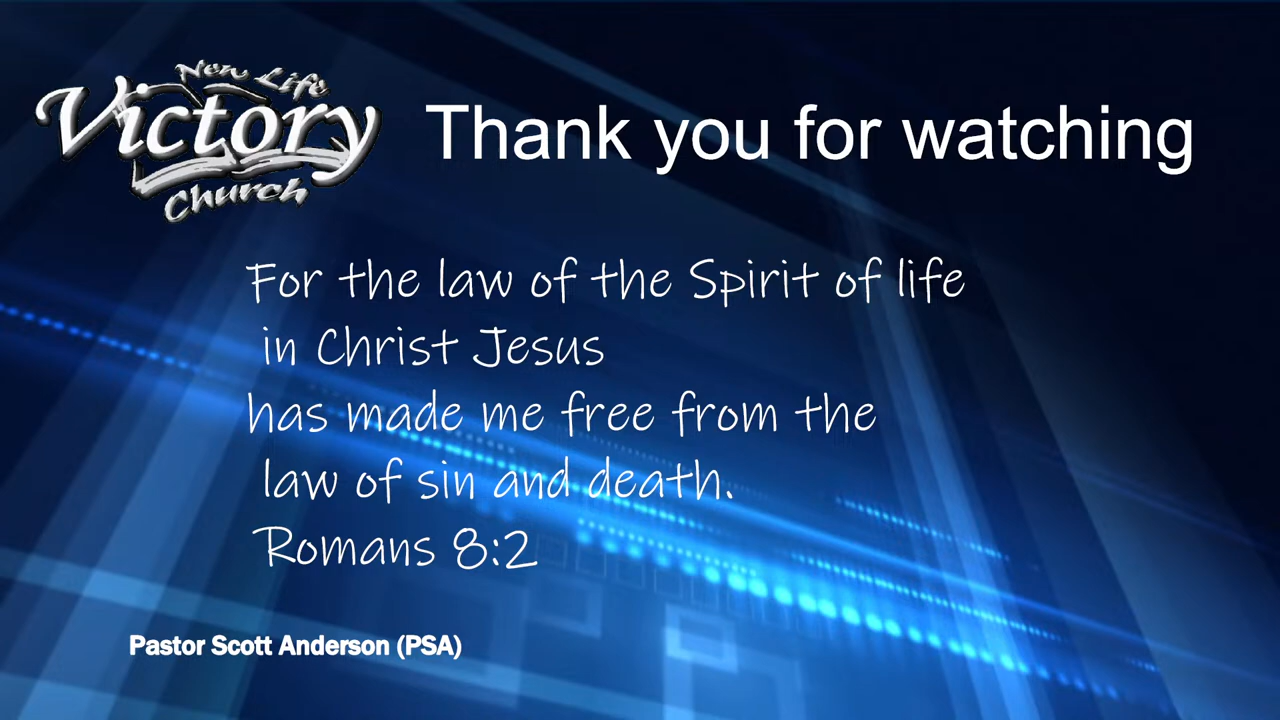 New Life
Victory
Church
Thank you for watching
For the law of the Spirit of life
in Christ Jesus
has made me free from the
law of sin and death.
Romans 8:2
Pastor Scott Anderson (PSA)